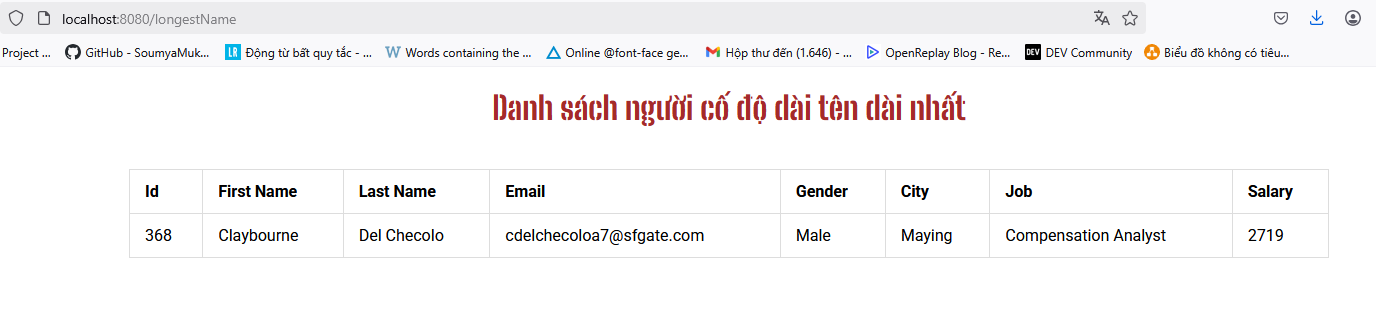 localhost:8080/longestName
Project ... GitHub - SoumyaMuk... LR Động từ bất quy tắc - ... W Words containing the ... Online @font-face ge... Hộp thư đến (1.646) - ... OpenReplay Blog - Re... DEV DEV Community Biểu đồ không có tiêu...
Danh sách người cố độ dài tên dài nhất
Id First Name Last Name Email Gender City Job Salary
368 Claybourne Del Checolo cdelchecoloa7@sfgate.com Male Maying Compensation Analyst 2719